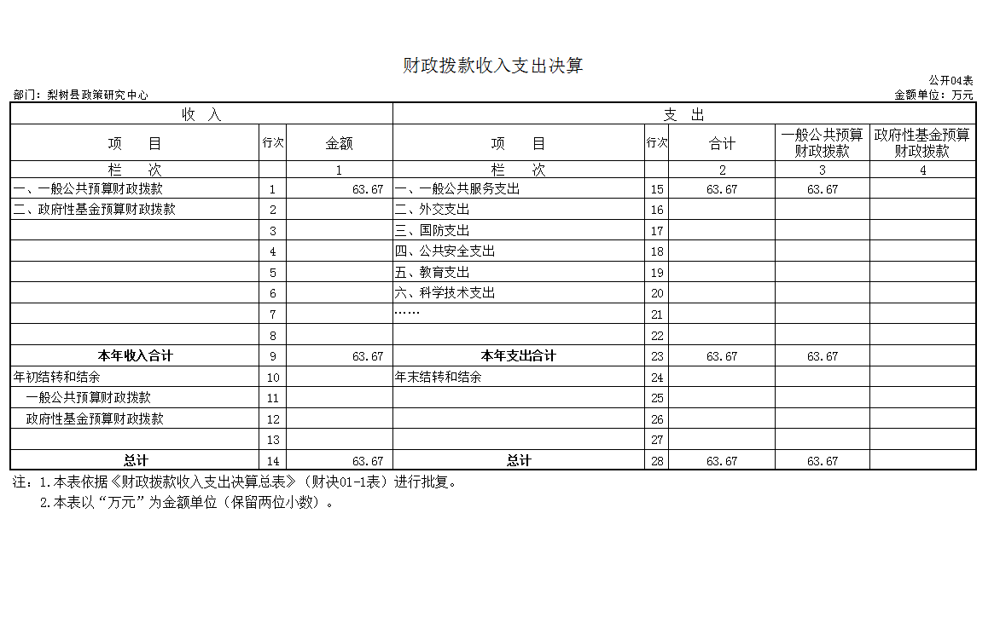 财政拨款收入支出决算
公开04表
部门：梨树县政策研究中心 金额单位：万元
收 入 支 出
项 目 行次 金额 项 目 行次 合计 一般公共预算财政拨款 政府性基金预算财政拨款
栏 次 1 栏 次 2 3 4
一、一般公共预算财政拨款 1 63.67 一、一般公共服务支出 15 63.67 63.67
二、政府性基金预算财政拨款 2 二、外交支出 16
3 三、国防支出 17
4 四、公共安全支出 18
5 五、教育支出 19
6 六、科学技术支出 20
7 …… 21
8 22
本年收入合计 9 63.67 本年支出合计 23 63.67 63.67
年初结转和结余 10 年末结转和结余 24
一般公共预算财政拨款 11 25
政府性基金预算财政拨款 12 26
13 27
总计 14 63.67 总计 28 63.67 63.67
注：1.本表依据《财政拨款收入支出决算总表》（财决01-1表）进行批复。
2.本表以“万元”为金额单位（保留两位小数）。